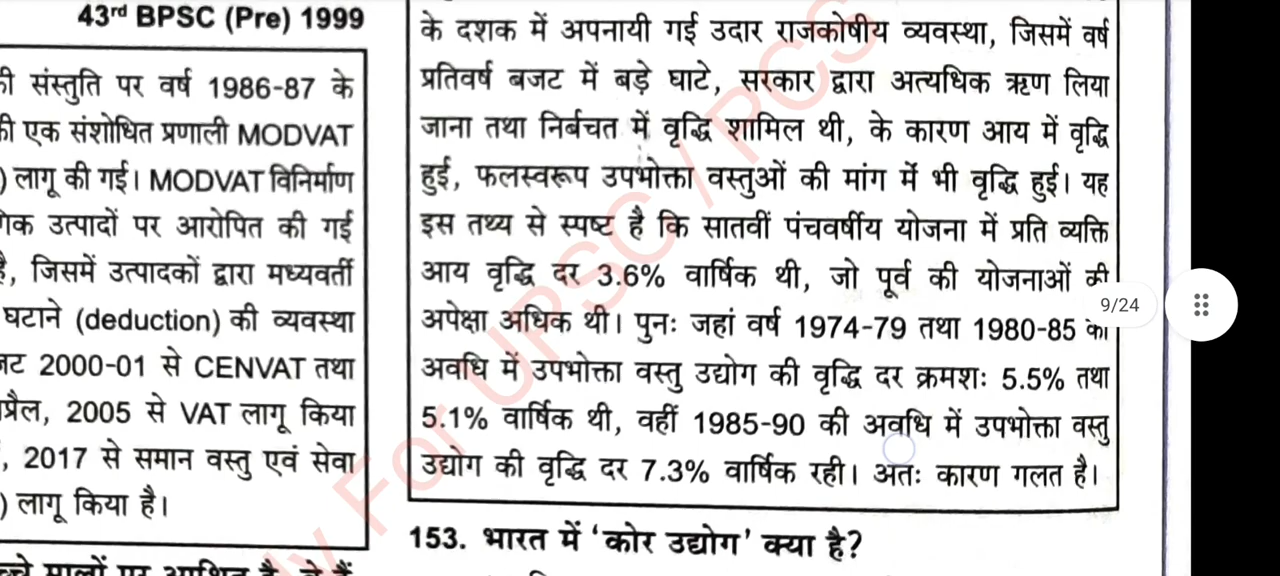 43rd BPSC (Pre) 1999
की संस्तुति पर वर्ष 1986-87 के
की एक संशोधित प्रणाली MODVAT
) लागू की गई। MODVAT विनिर्माण
उत्पादों पर आरोपित की गई
है, जिसमें उत्पादकों द्वारा मध्यवर्ती
घटाने (deduction) की व्यवस्था
2000-01 से CENVAT तथा
2005 से VAT लागू किया
, 2017 से समान वस्तु एवं सेवा
) लागू किया है।
के दशक में अपनायी गई उदार राजकोषीय व्यवस्था, जिसमें वर्ष
प्रतिवर्ष बजट में बड़े घाटे, सरकार द्वारा अत्यधिक ऋण लिया
जाना तथा निर्बचत में वृद्धि शामिल थी, के कारण आय में वृद्धि
हुई, फलस्वरूप उपभोक्ता वस्तुओं की मांग में भी वृद्धि हुई। यह
इस तथ्य से स्पष्ट है कि सातवीं पंचवर्षीय योजना में प्रति व्यक्ति
आय वृद्धि दर 3.6% वार्षिक थी, जो पूर्व की योजनाओं की
अपेक्षा अधिक थी। पुनः जहां वर्ष 1974-79 तथा 1980-85 की
अवधि में उपभोक्ता वस्तु उद्योग की वृद्धि दर क्रमशः 5.5% तथा
5.1% वार्षिक थी, वहीं 1985-90 की अवधि में उपभोक्ता वस्तु
उद्योग की वृद्धि दर 7.3% वार्षिक रही। अतः कारण गलत है।
153. भारत में 'कोर उद्योग' क्या है?
9/24
For UPSC / PCS